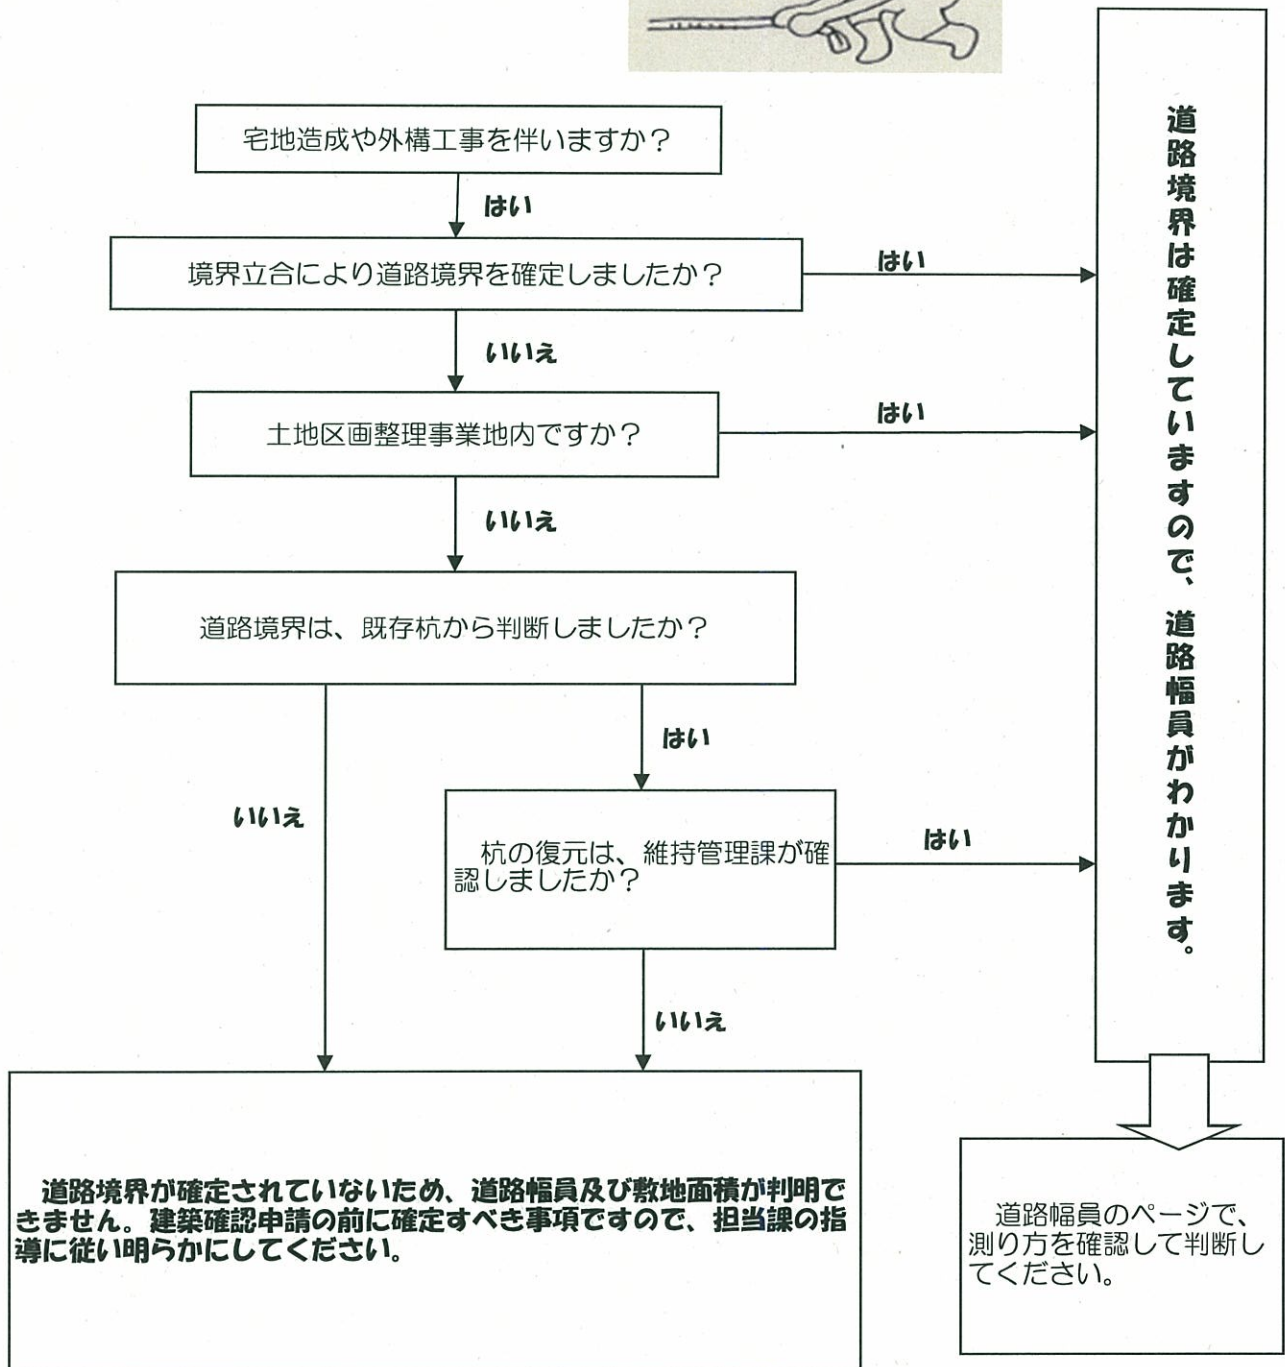 宅地造成や外構工事を伴いますか?
はい
境界立合により道路境界を確定しましたか?
はい
いいえ
土地区画整理事業地内ですか?
はい
いいえ
道路境界は、既存杭から判断しましたか?
はい
いいえ
杭の復元は、維持管理課が確
認しましたか?
はい
いいえ
道路境界が確定されていないため、道路幅員及び敷地面積が判明で
きません。建築確認申請の前に確定すべき事項ですので、担当課の指
導に従い明らかにしてください。
道路境界は確定していますので、道路幅員がわかります。
道路幅員のページで、
測り方を確認して判断し
てください。